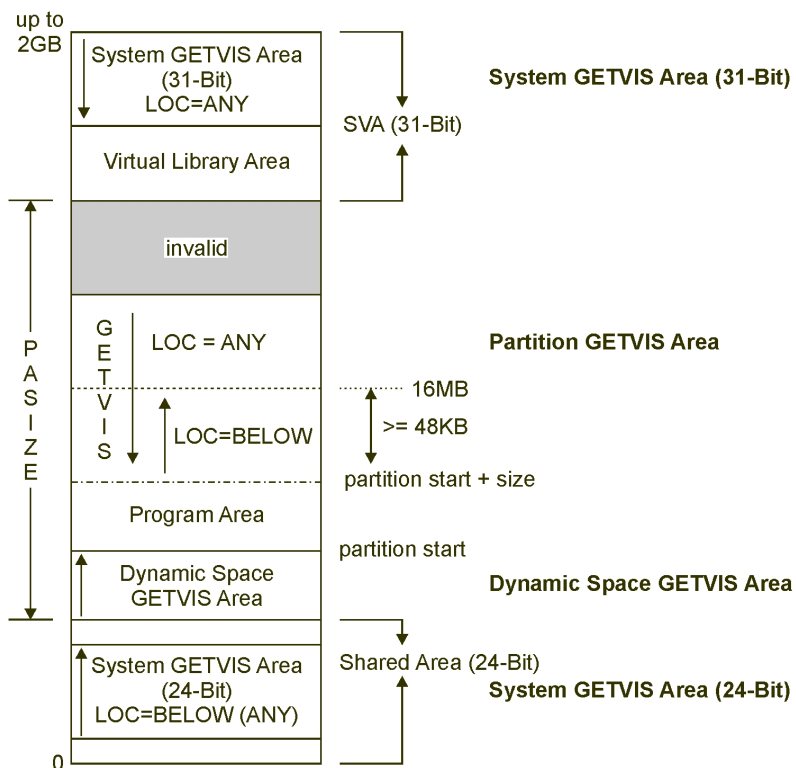 up to
2GB
System GETVIS Area
(31-Bit)
LOC=ANY
System GETVIS Area (31-Bit)
SVA (31-Bit)
Virtual Library Area
invalid
PASIZE
GETVIS
LOC = ANY
Partition GETVIS Area
16MB
LOC=BELOW
>= 48KB
partition start + size
Program Area
partition start
Dynamic Space
GETVIS Area
Dynamic Space GETVIS Area
System GETVIS Area
(24-Bit)
LOC=BELOW (ANY)
Shared Area (24-Bit)
System GETVIS Area (24-Bit)
0